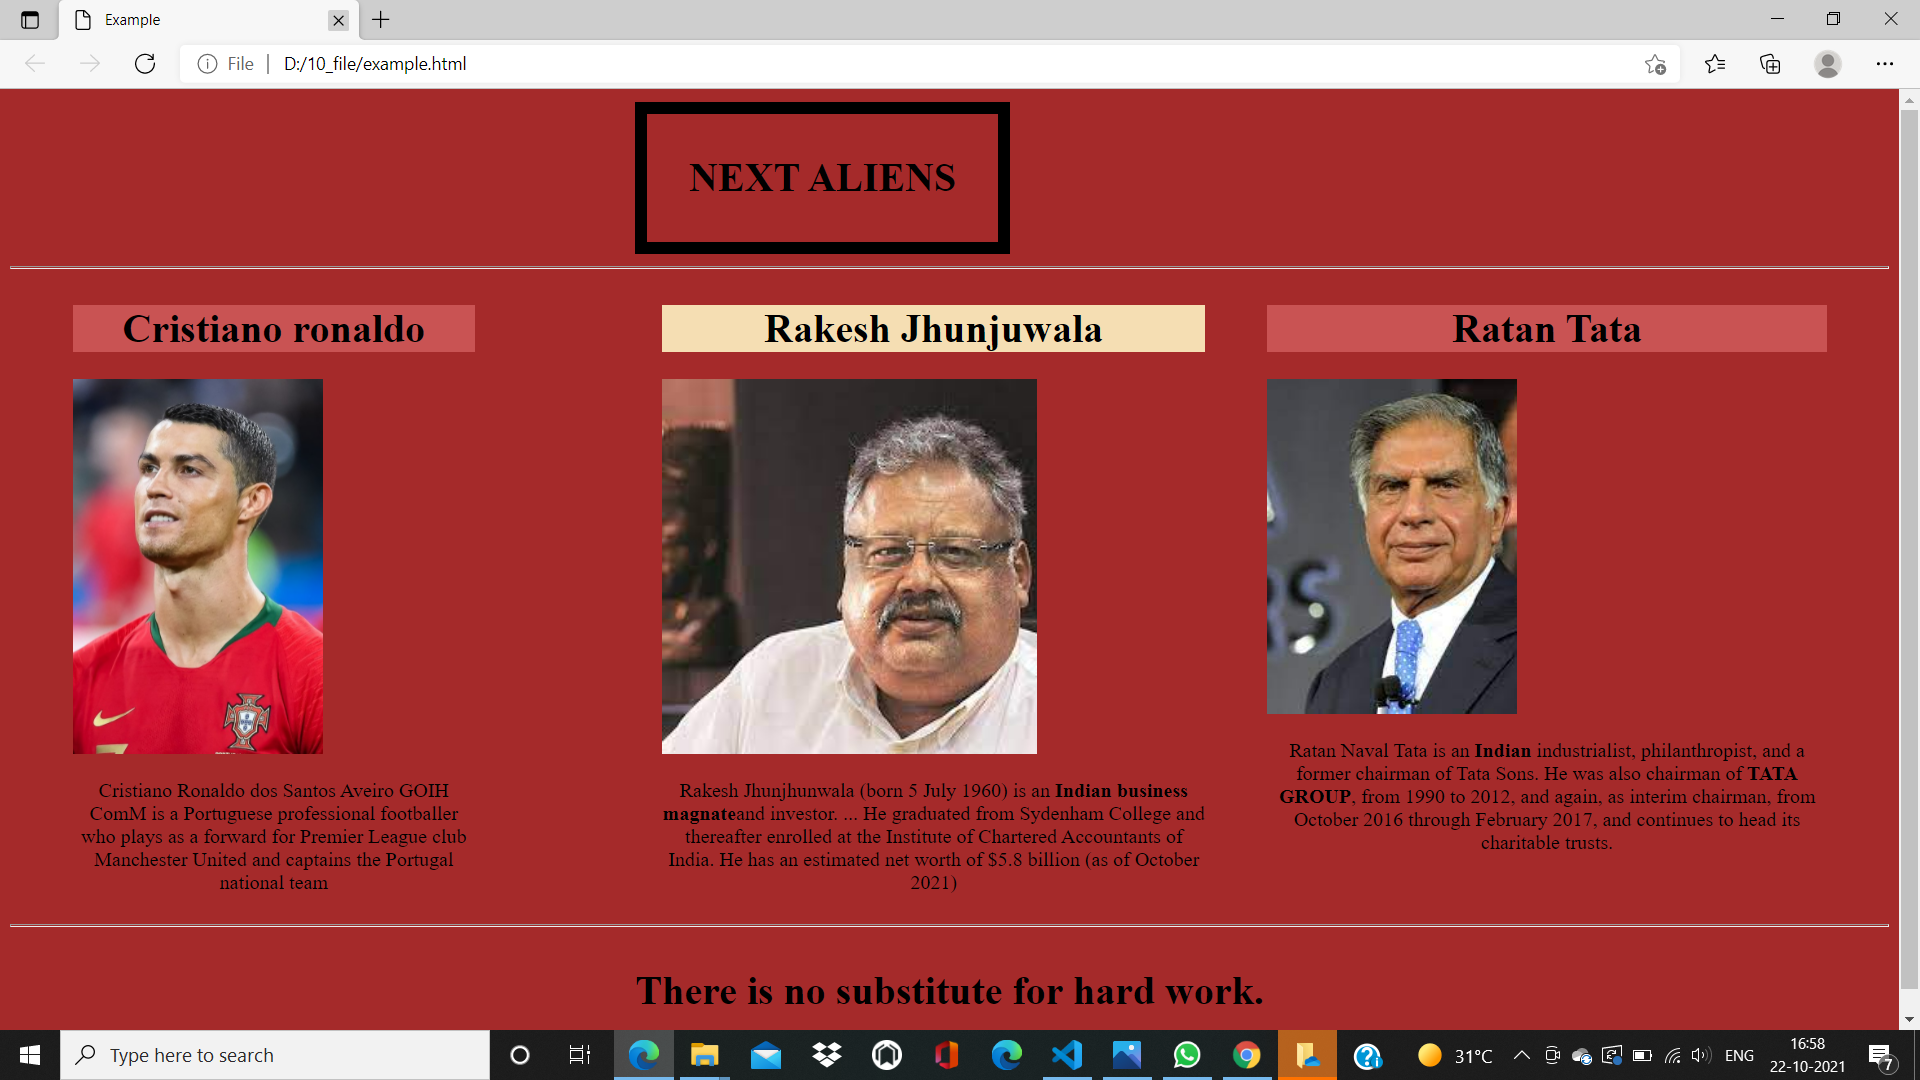 Example
File
D:/10_file/example.html
NEXT ALIENS
Cristiano ronaldo
Rakesh Jhunjuwala
Ratan Tata
RS
Cristiano Ronaldo dos Santos Aveiro GOIH
ComM is a Portuguese professional footballer
who plays as a forward for Premier League club
Manchester United and captains the Portugal
national team
Rakesh Jhunjhunwala (born 5 July 1960) is an Indian business
magnateand investor. ... He graduated from Sydenham College and
thereafter enrolled at the Institute of Chartered Accountants of
India. He has an estimated net worth of $5.8 billion (as of October
2021)
Ratan Naval Tata is an Indian industrialist, philanthropist, and a
former chairman of Tata Sons. He was also chairman of TATA
GROUP, from 1990 to 2012, and again, as interim chairman, from
October 2016 through February 2017, and continues to head its
charitable trusts.
There is no substitute for hard work.
Type here to search
31°C
ENG
16:58
22-10-2021
7